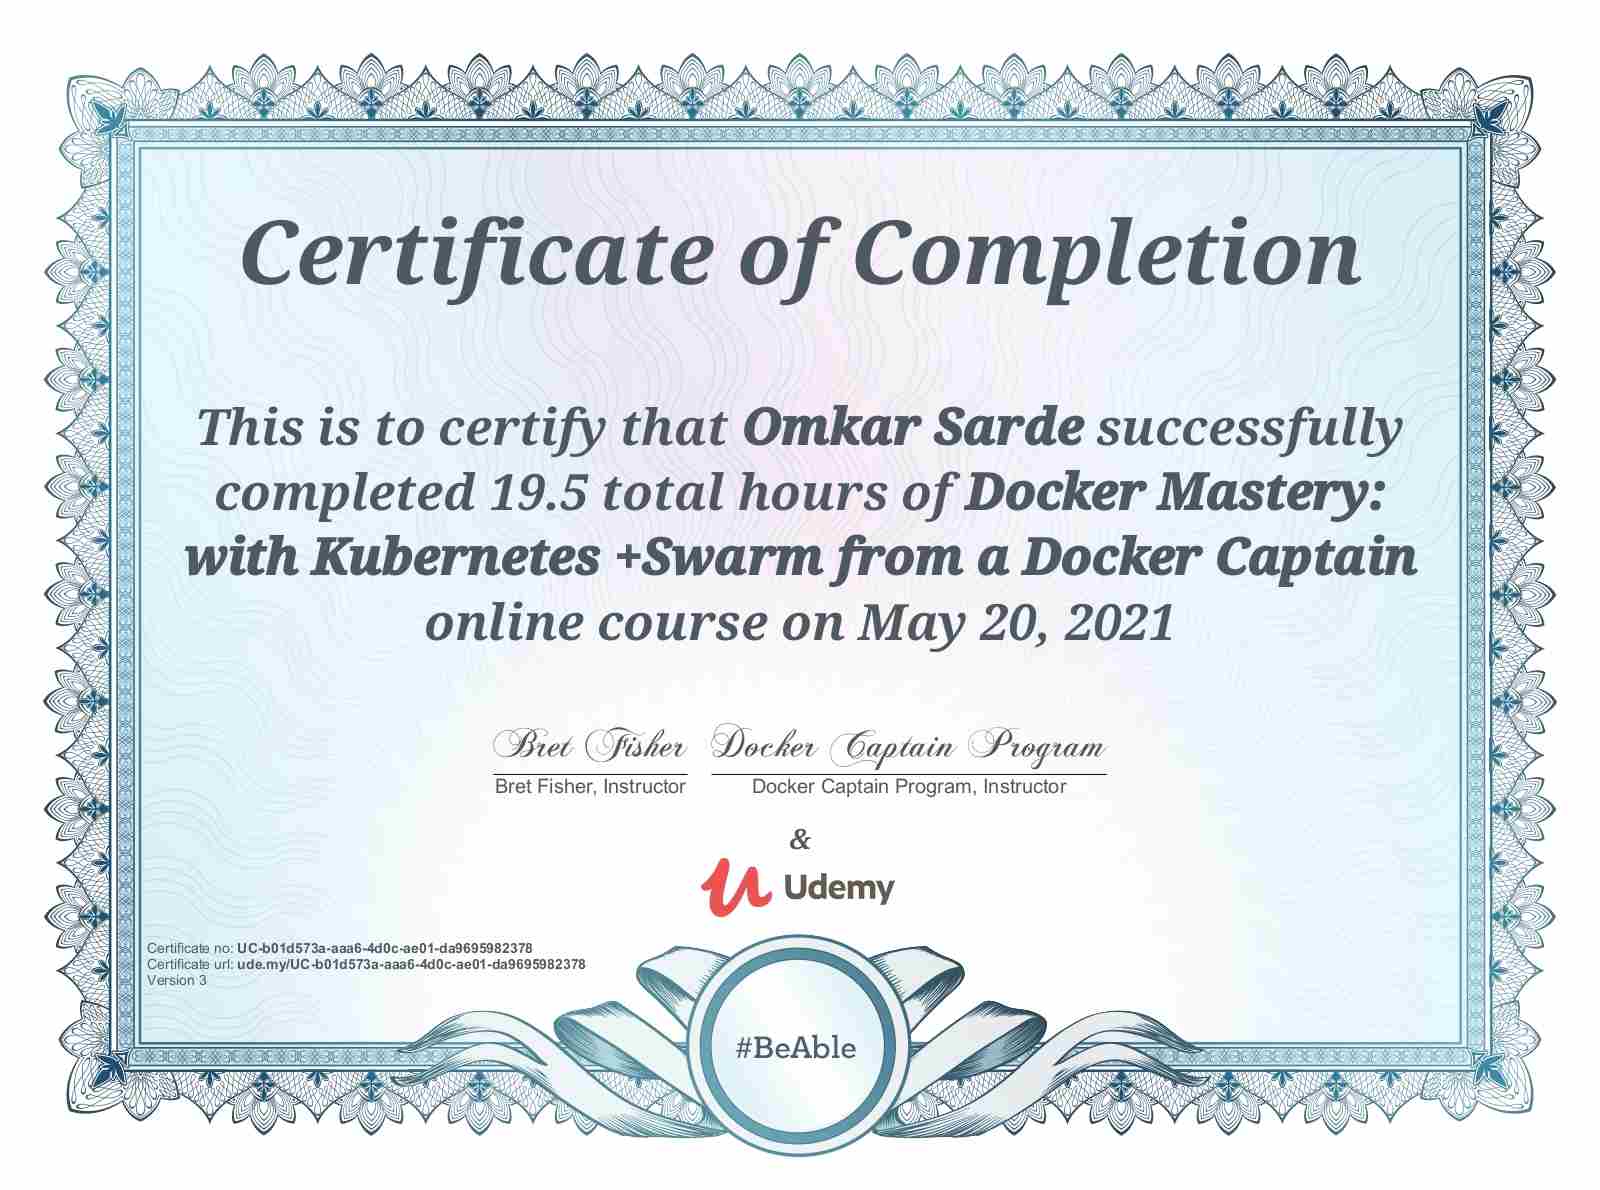 Certificate of Completion
This is to certify that Omkar Sarde successfully
completed 19.5 total hours of Docker Mastery:
with Kubernetes +Swarm from a Docker Captain
online course on May 20, 2021
Bret Fisher Docker Captain Program
Bret Fisher, Instructor Docker Captain Program, Instructor
&
Udemy
Certificate no: UC-b01d573a-aaa6-4d0c-ae01-da9695982378
Certificate url: ude.my/UC-b01d573a-aaa6-4d0c-ae01-da9695982378
Version 3
#BeAble